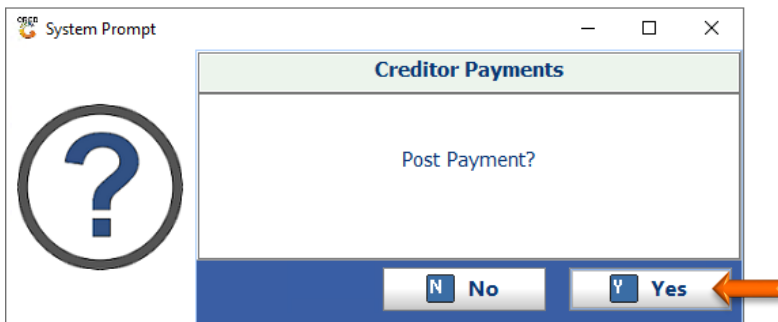 System Prompt
Creditor Payments
Post Payment?
N No
Y Yes